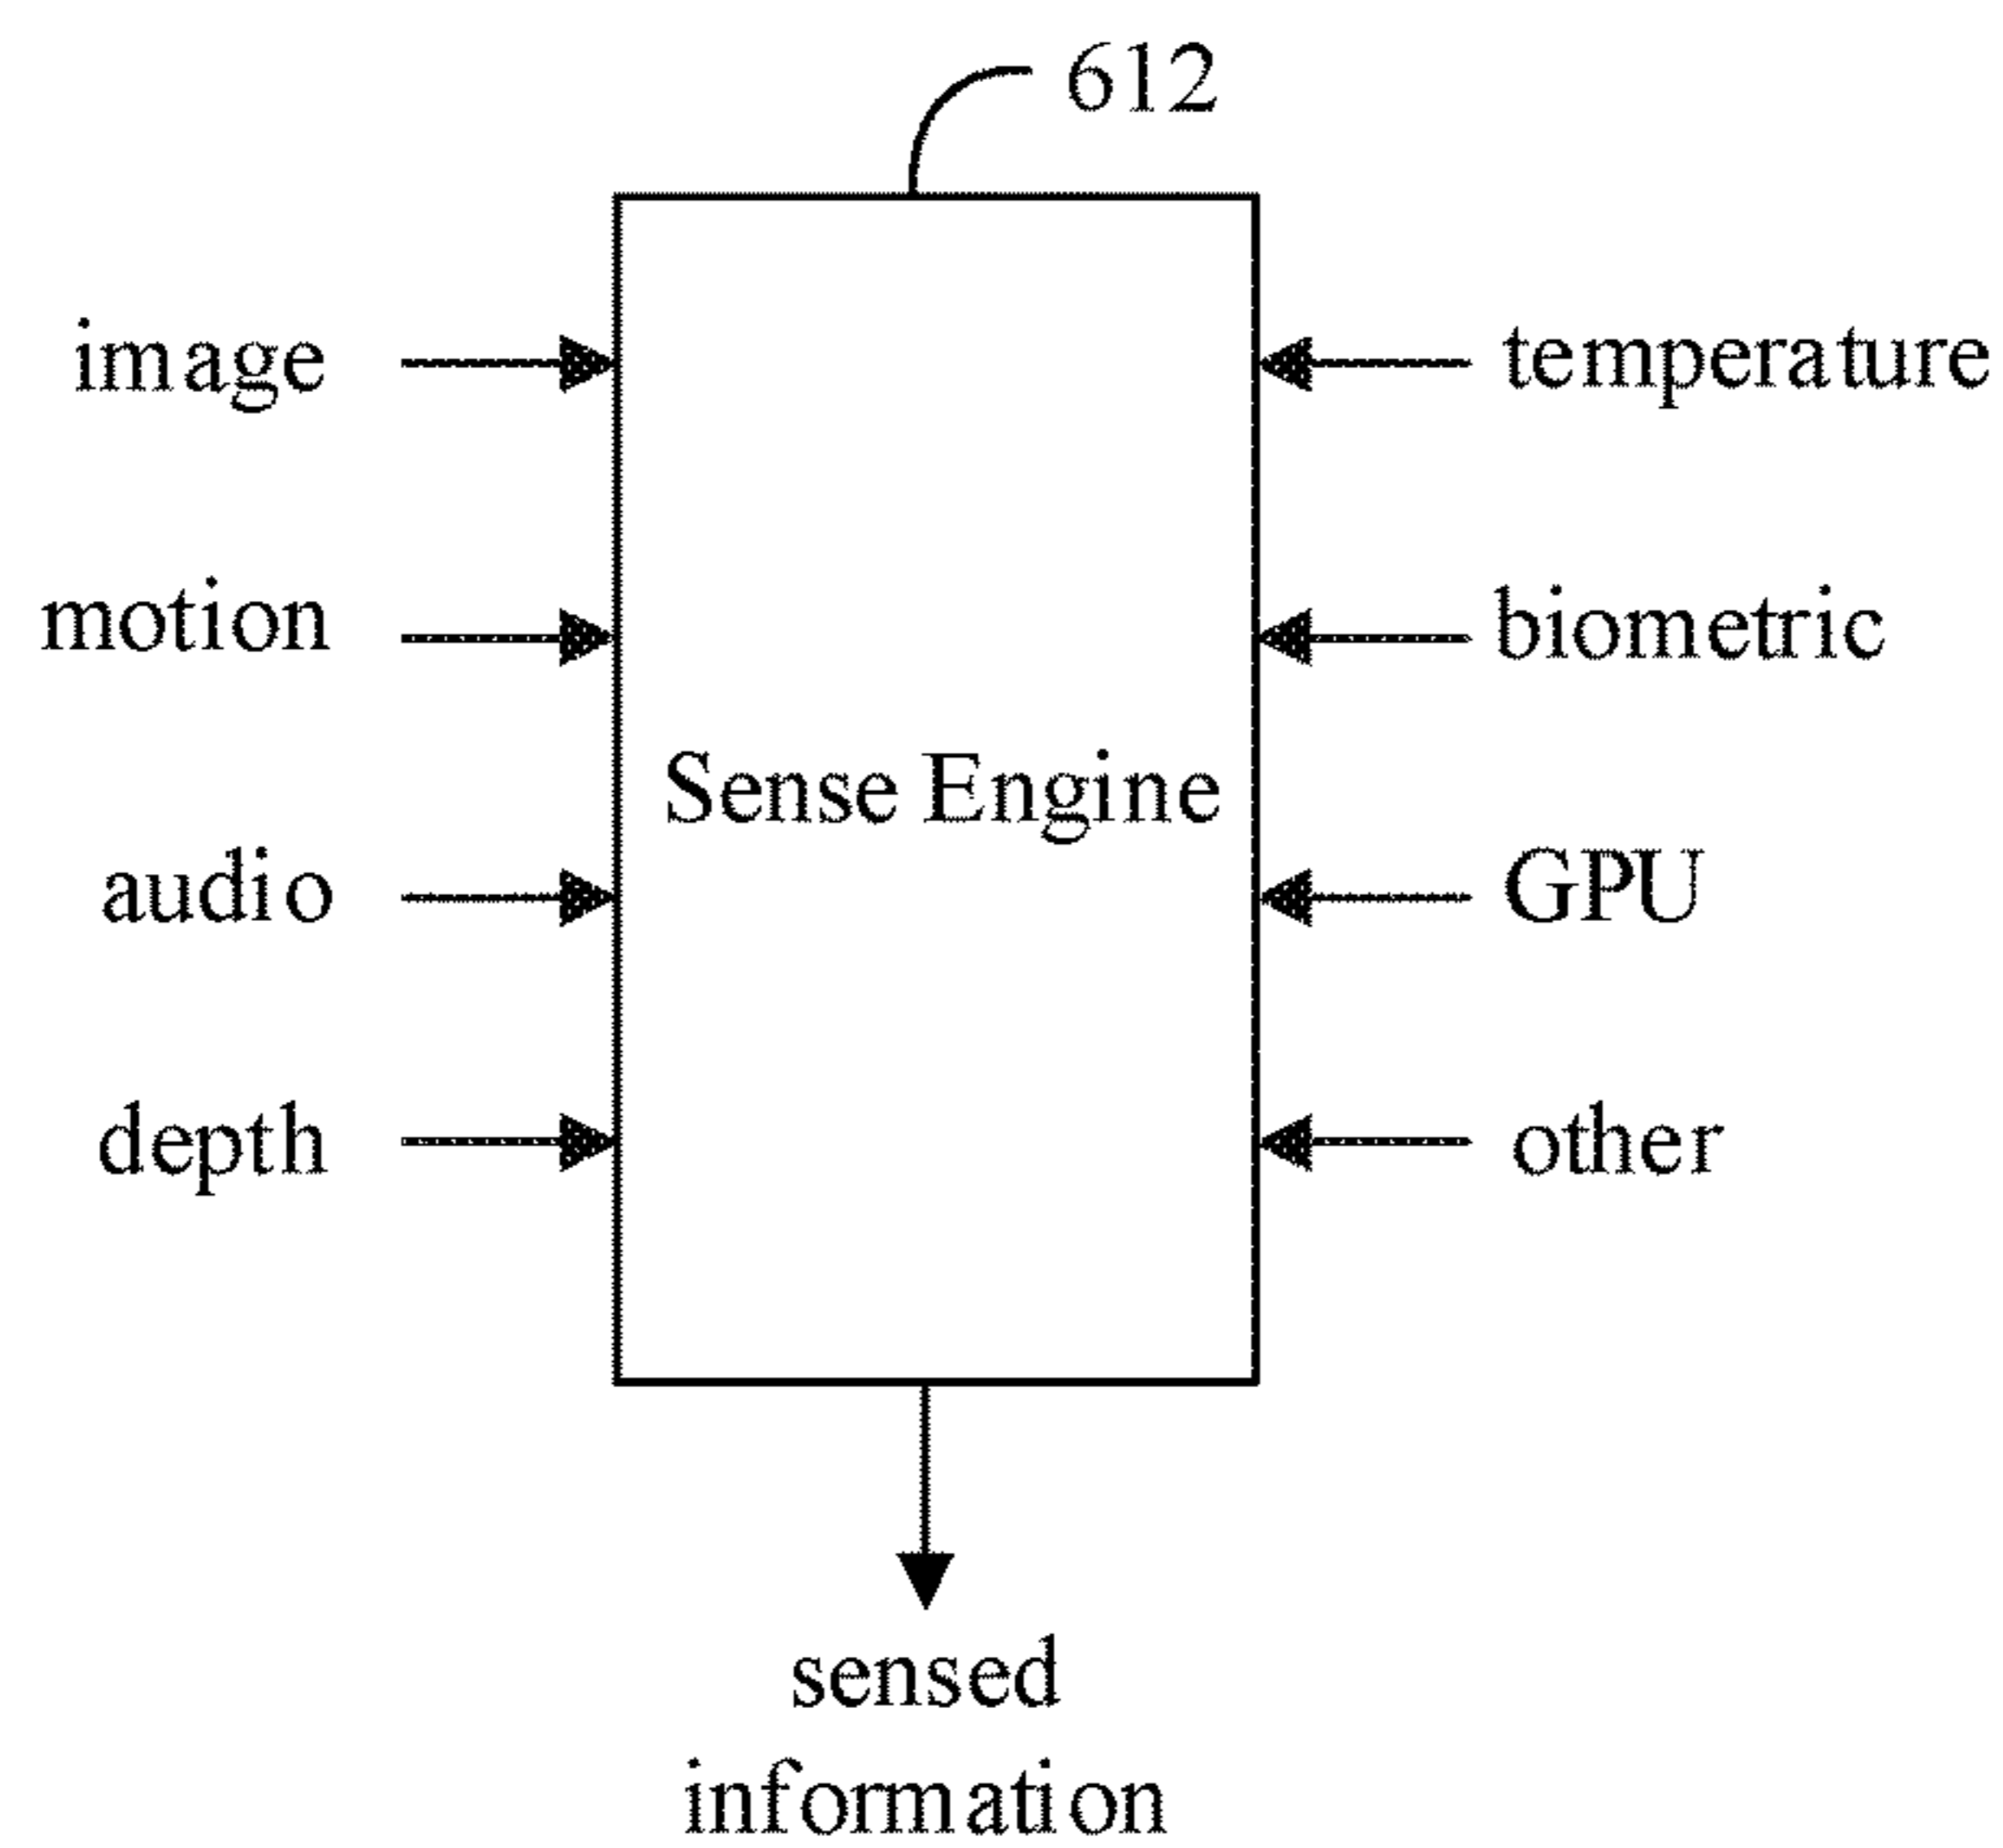 612
image
temperature
motion
biometric
Sense Engine
audio
GPU
depth
other
sensed
information